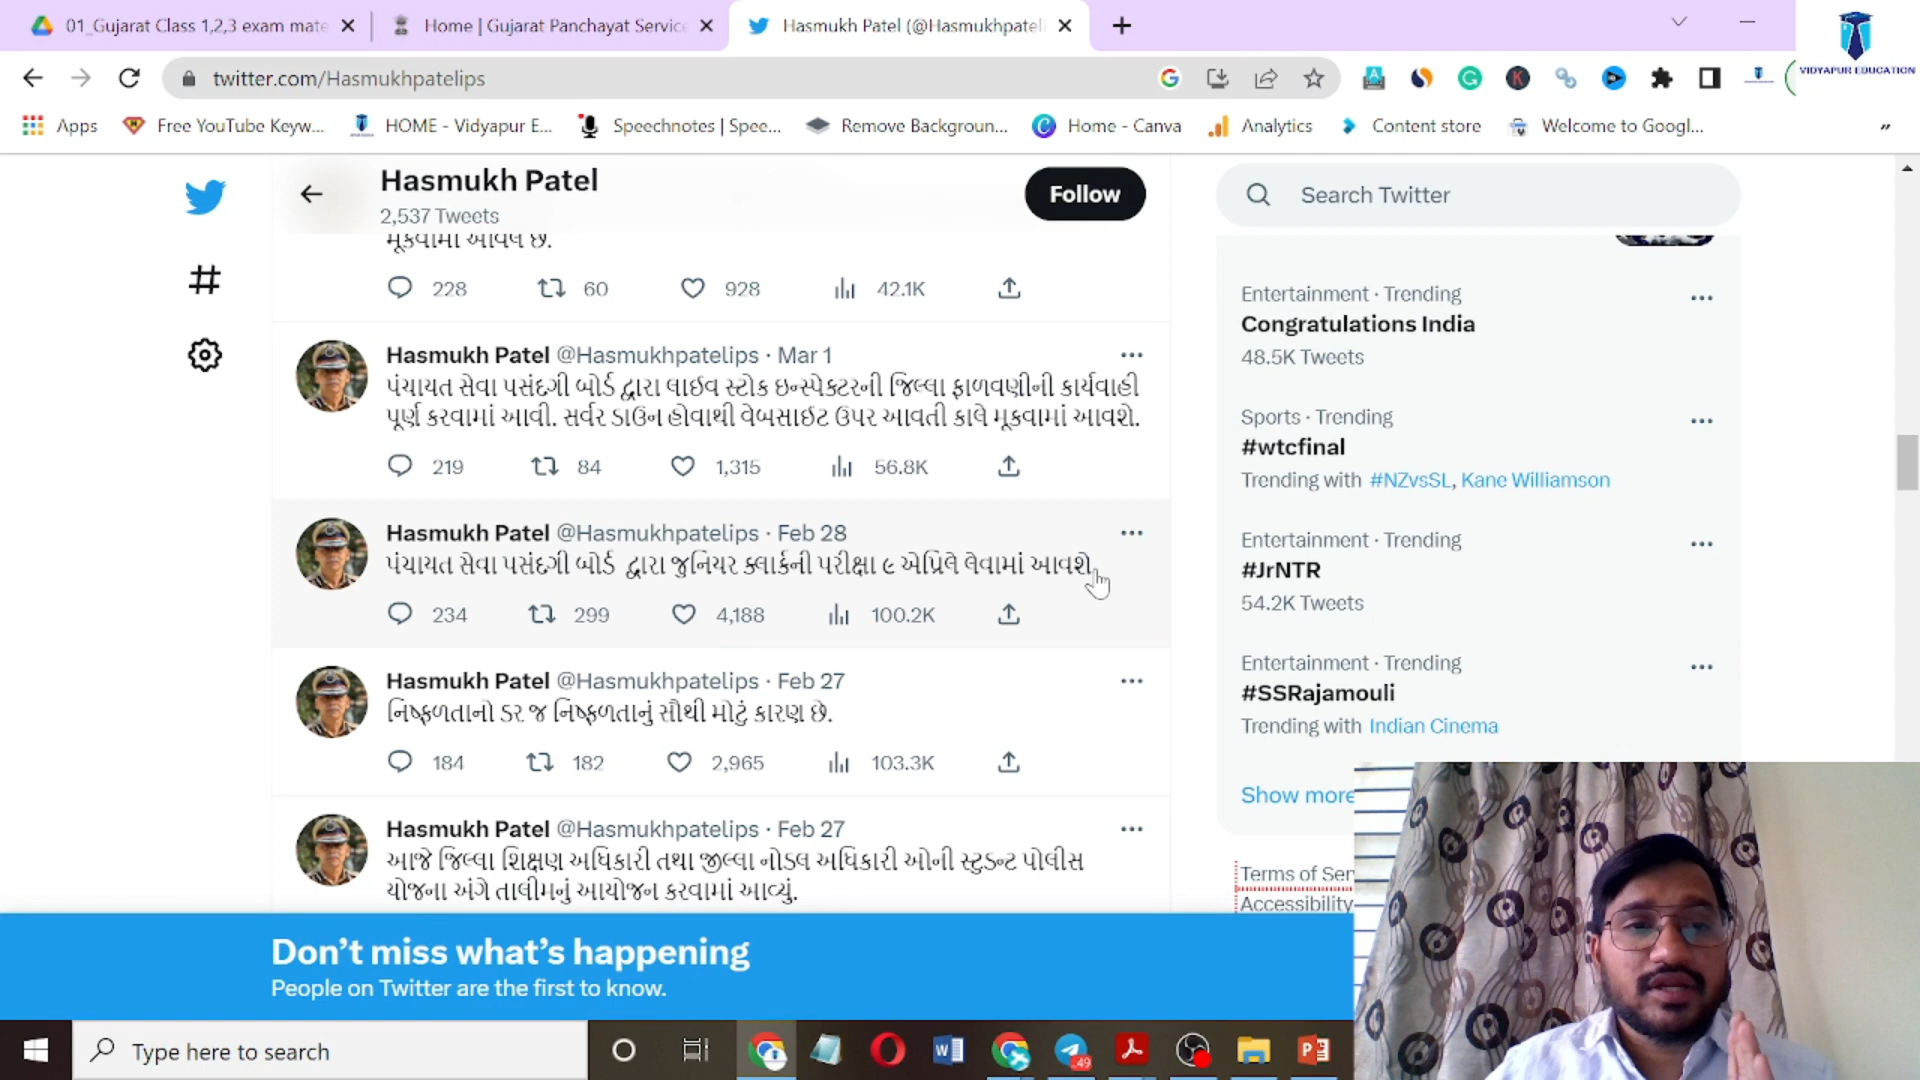 01_Gujarat Class 1,2,3 exam mate
Home | Gujarat Panchayat Service
Hasmukh Patel (@Hasmukhpateli
VIDYAPUR EDUCATION
twitter.com/Hasmukhpatelips
Apps
Free YouTube Keyw...
HOME - Vidyapur E...
Speechnotes | Spee...
Remove Backgroun...
Home - Canva
Analytics
Content store
Welcome to Googl...
Hasmukh Patel
2,537 Tweets
Follow
Search Twitter
મૂકવામાં આવેલ છે.
228
60
928
42.1K
Hasmukh Patel @Hasmukhpatelips · Mar 1
પંચાયત સેવા પસંદગી બોર્ડ દ્વારા લાઈવ સ્ટોક ઇન્સ્પેક્ટરની જિલ્લા ફાળવણીની કાર્યવાહી
પૂર્ણ કરવામાં આવી. સર્વર ડાઉન હોવાથી વેબસાઈટ ઉપર આવતી કાલે મૂકવામાં આવશે.
219
84
1,315
56.8K
Hasmukh Patel @Hasmukhpatelips · Feb 28
પંચાયત સેવા પસંદગી બોર્ડ દ્વારા જુનિયર ક્લાર્કની પરીક્ષા ૯ એપ્રિલે લેવામાં આવશે
234
299
4,188
100.2K
Hasmukh Patel @Hasmukhpatelips · Feb 27
નિષ્ફળતાનો ડર જ નિષ્ફળતાનું સૌથી મોટું કારણ છે.
184
182
2,965
103.3K
Hasmukh Patel @Hasmukhpatelips · Feb 27
આજે જિલ્લા શિક્ષણ અધિકારી તથા જીલ્લા નોડલ અધિકારી ઓની સ્ટુડન્ટ પોલીસ
યોજના અંગે તાલીમનું આયોજન કરવામાં આવ્યું.
Entertainment · Trending
Congratulations India
48.5K Tweets
Sports · Trending
#wtcfinal
Trending with #NZvsSL, Kane Williamson
Entertainment · Trending
#JrNTR
54.2K Tweets
Entertainment · Trending
#SSRajamouli
Trending with Indian Cinema
Show more
Terms of Ser
Accessibility
Don't miss what's happening
People on Twitter are the first to know.
Type here to search
49